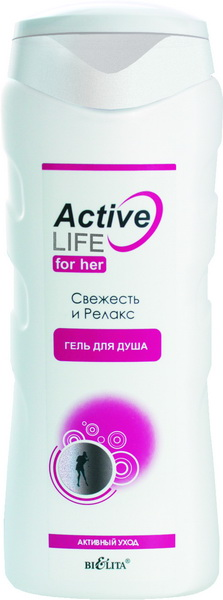 Active
LIFE
for her
Свежесть
и Релакс
ГЕЛЬ ДЛЯ ДУША
АКТИВНЫЙ УХОД
BIELITA